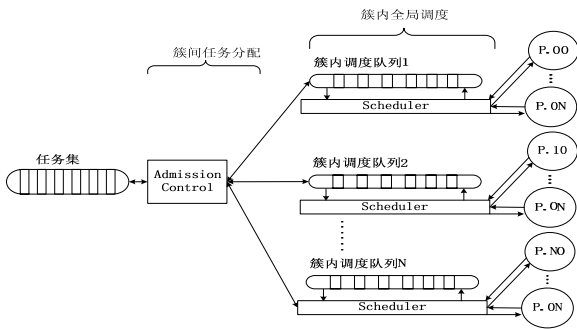 簇内全局调度
簇间任务分配
簇内调度队列1
Scheduler
P.00
P.0N
任务集
Admission
Control
簇内调度队列2
Scheduler
P.10
P.0N
簇内调度队列N
Scheduler
P.N0
P.0N